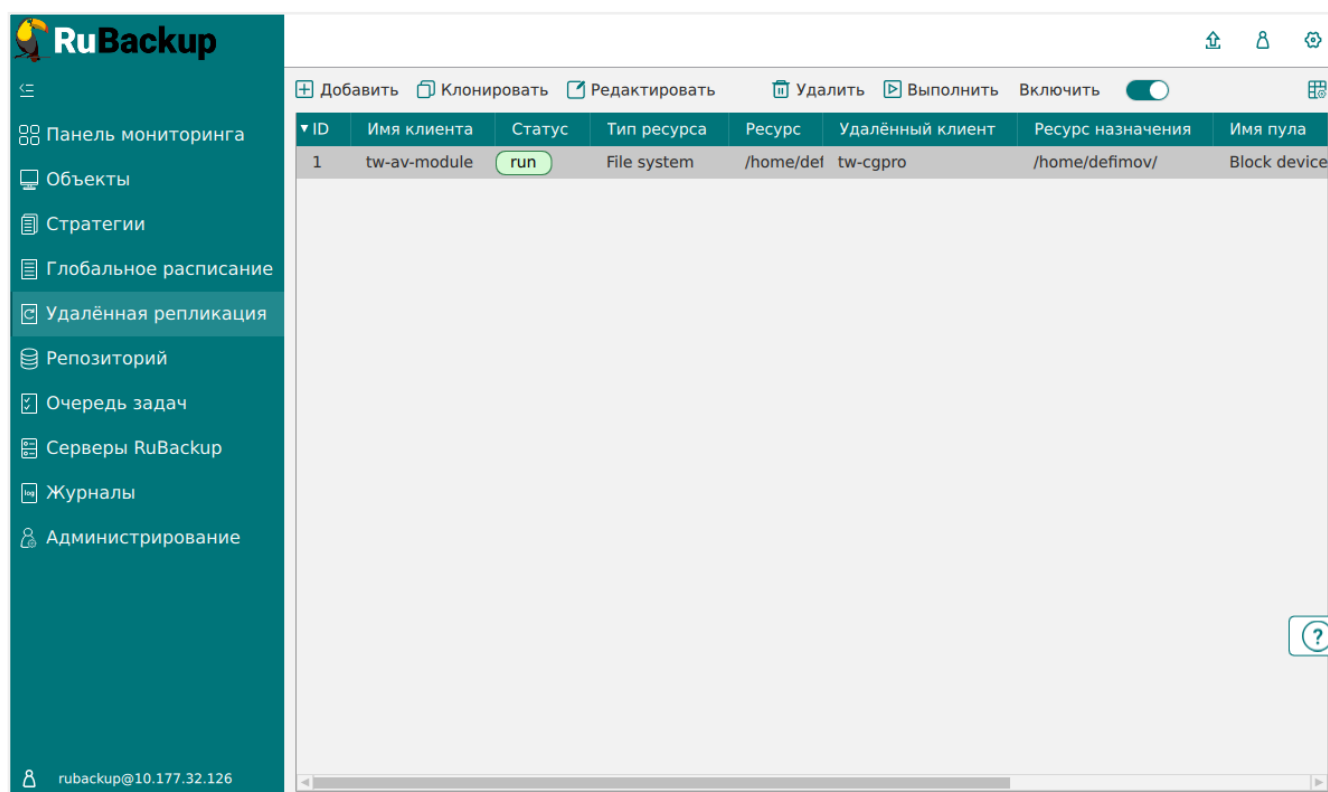 RuBackup
Добавить Клонировать Редактировать Удалить Выполнить Включить
ID Имя клиента Статус Тип ресурса Ресурс Удалённый клиент Ресурс назначения Имя пула
1 tw-av-module run File system /home/def tw-cgpro /home/defimov/ Block device
Панель мониторинга
Объекты
Стратегии
Глобальное расписание
Удалённая репликация
Репозиторий
Очередь задач
Серверы RuBackup
log Журналы
Администрирование
?
rubackup@10.177.32.126